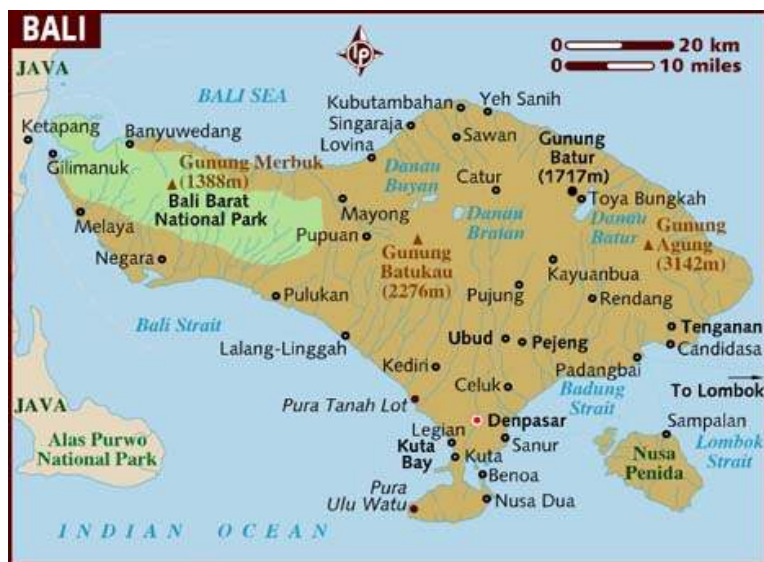 BALI
JAVA
lp
0 20 km
0 10 miles
BALI SEA
Kubutambahan
Yeh Sanih
Ketapang
Banyuwedang
Singaraja
Sawan
Gunung
Batur
(1717m)
Gilimanuk
Gunung Merbuk
(1388m)
Lovina
Danau
Buyan
Catur
Bali Barat
National Park
Toya Bungkah
Melaya
Mayong
Danau
Bratan
Danau
Batur
Gunung
Agung
(3142m)
Pupuan
Gunung
Batukau
(2276m)
Negara
Kayuanbua
Pulukan
Pujung
Rendang
Bali Strait
Lalang-Linggah
Ubud
Pejeng
Tenganan
Candidasa
Kediri
Padangbai
Celuk
Badung
Strait
To Lombok
JAVA
Pura Tanah Lot
Denpasar
Sampalan
Alas Purwo
National Park
Legian
Sanur
Lombok
Strait
Kuta
Bay
Kuta
Nusa
Penida
Benoa
Pura
Ulu Watu
Nusa Dua
INDIAN OCEAN